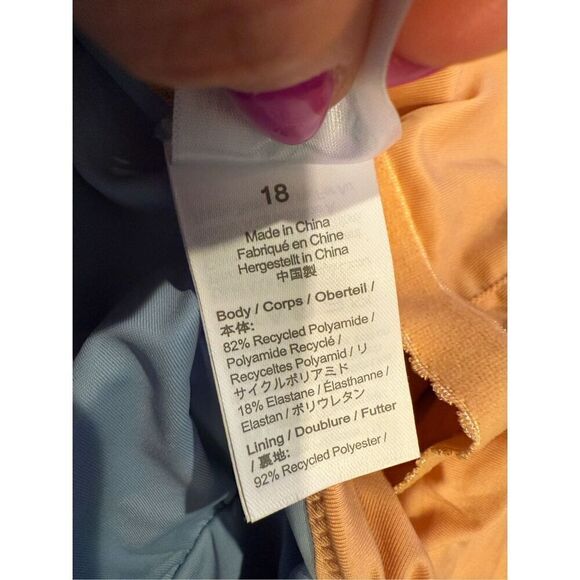 18
Made in China
Fabriqué en Chine
Hergestellt in China
中国製
Body / Corps / Oberteil /
本体:
82% Recycled Polyamide /
Polyamide Recyclé /
Recyceltes Polyamid / リ
サイクルポリアミド
18% Elastane / Élasthanne /
Elastan / ポリウレタン
Lining / Doublure / Futter
/ 裏地:
92% Recycled Polyester /